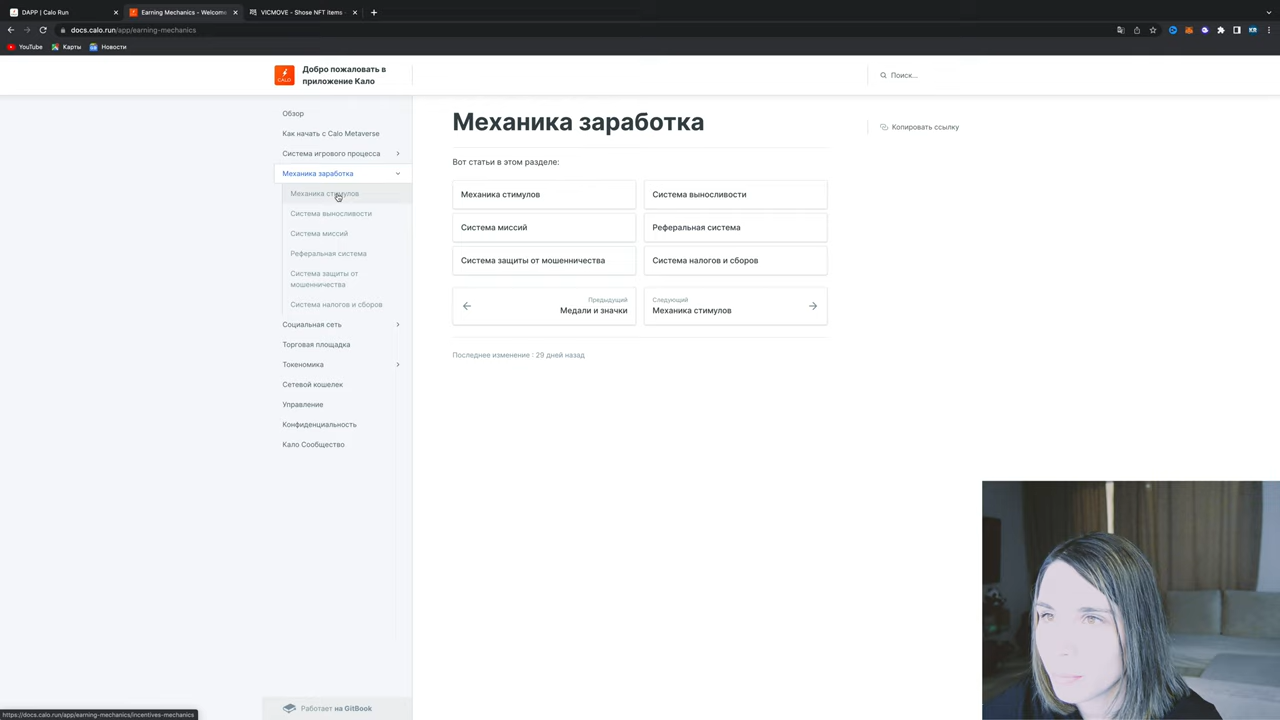 DAPP | Calo Run
Earning Mechanics - Welcome
VICMOVE - Shose NFT items -
docs.calo.run/app/earning-mechanics
YouTube
Карты
Новости
CALO
Добро пожаловать в
приложение Кало
Поиск...
Обзор
Как начать с Calo Metaverse
Система игрового процесса
Механика заработка
Механика стимулов
Система выносливости
Система миссий
Реферальная система
Система защиты от
мошенничества
Система налогов и сборов
Социальная сеть
Торговая площадка
Токеномика
Сетевой кошелек
Управление
Конфиденциальность
Кало Сообщество
Работает на GitBook
Механика заработка
Копировать ссылку
Вот статьи в этом разделе:
Механика стимулов
Система выносливости
Система миссий
Реферальная система
Система защиты от мошенничества
Система налогов и сборов
Предыдущий
Медали и значки
Следующий
Механика стимулов
Последнее изменение : 29 дней назад
https://docs.calo.run/app/earning-mechanics/incentives-mechanics